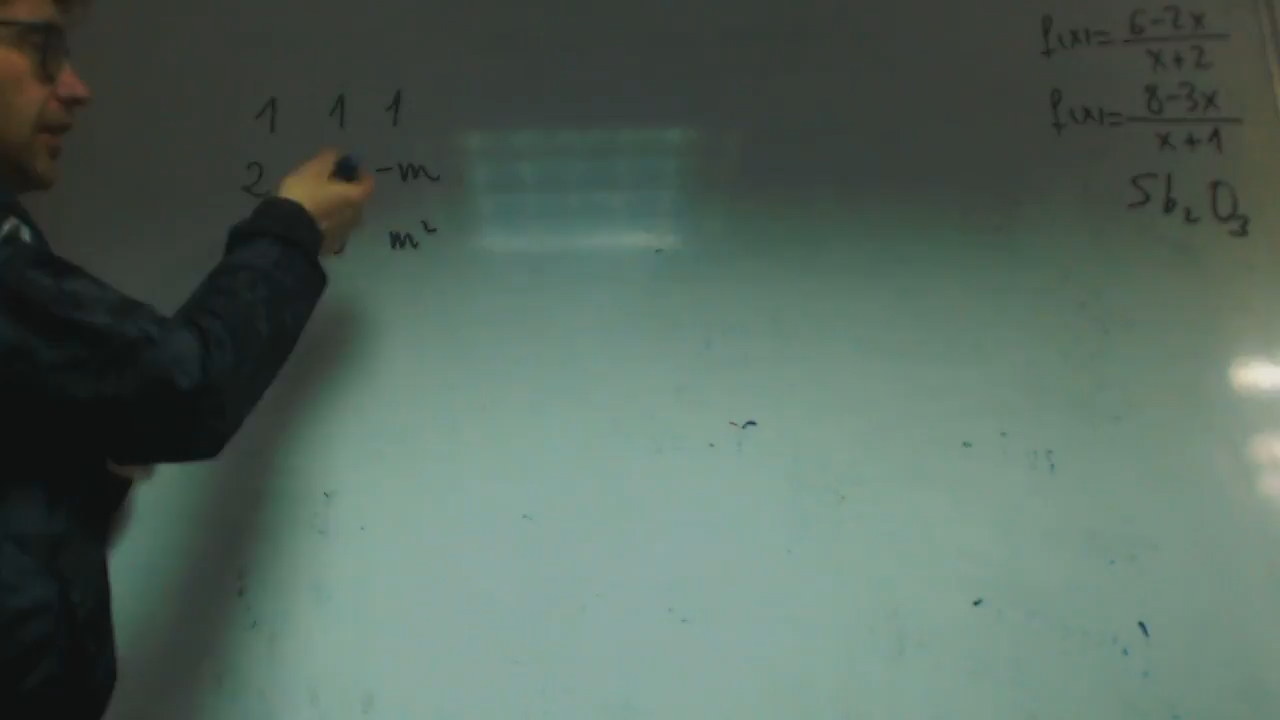 1 1 1
2 -m
m²
f(x)= 6-2x / x+2
f(x)= 8-3x / x+1
Sb₂O₃